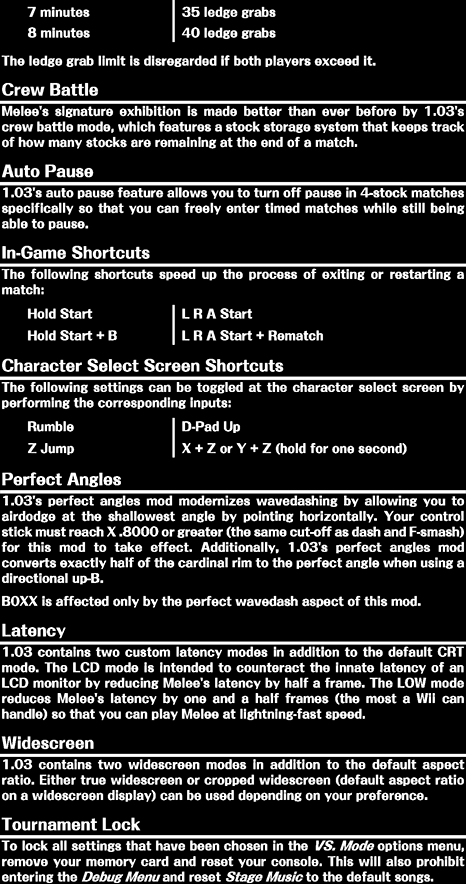 7 minutes 35 ledge grabs
8 minutes 40 ledge grabs
The ledge grab limit is disregarded if both players exceed it.
Crew Battle
Melee's signature exhibition is made better than ever before by 1.03's
crew battle mode, which features a stock storage system that keeps track
of how many stocks are remaining at the end of a match.
Auto Pause
1.03's auto pause feature allows you to turn off pause in 4-stock matches
specifically so that you can freely enter timed matches while still being
able to pause.
In-Game Shortcuts
The following shortcuts speed up the process of exiting or restarting a
match:
Hold Start L R A Start
Hold Start + B L R A Start + Rematch
Character Select Screen Shortcuts
The following settings can be toggled at the character select screen by
performing the corresponding inputs:
Rumble D-Pad Up
Z Jump X + Z or Y + Z (hold for one second)
Perfect Angles
1.03's perfect angles mod modernizes wavedashing by allowing you to
airdodge at the shallowest angle by pointing horizontally. Your control
stick must reach X .8000 or greater (the same cut-off as dash and F-smash)
for this mod to take effect. Additionally, 1.03's perfect angles mod
converts exactly half of the cardinal rim to the perfect angle when using a
directional up-B.
B0XX is affected only by the perfect wavedash aspect of this mod.
Latency
1.03 contains two custom latency modes in addition to the default CRT
mode. The LCD mode is intended to counteract the innate latency of an
LCD monitor by reducing Melee's latency by half a frame. The LOW mode
reduces Melee's latency by one and a half frames (the most a Wii can
handle) so that you can play Melee at lightning-fast speed.
Widescreen
1.03 contains two widescreen modes in addition to the default aspect
ratio. Either true widescreen or cropped widescreen (default aspect ratio
on a widescreen display) can be used depending on your preference.
Tournament Lock
To lock all settings that have been chosen in the VS. Mode options menu,
remove your memory card and reset your console. This will also prohibit
entering the Debug Menu and reset Stage Music to the default songs.